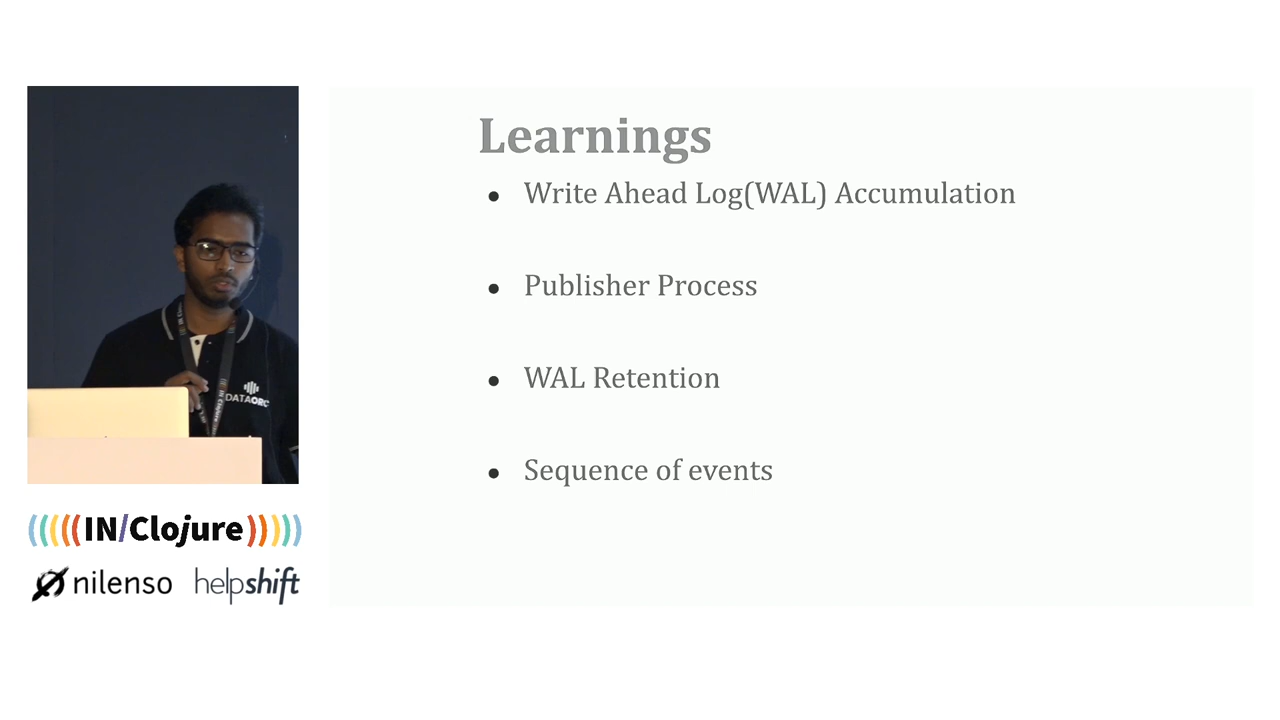 Learnings
● Write Ahead Log(WAL) Accumulation
● Publisher Process
● WAL Retention
● Sequence of events
((((( IN/Clojure )))))
nilenso helpshift